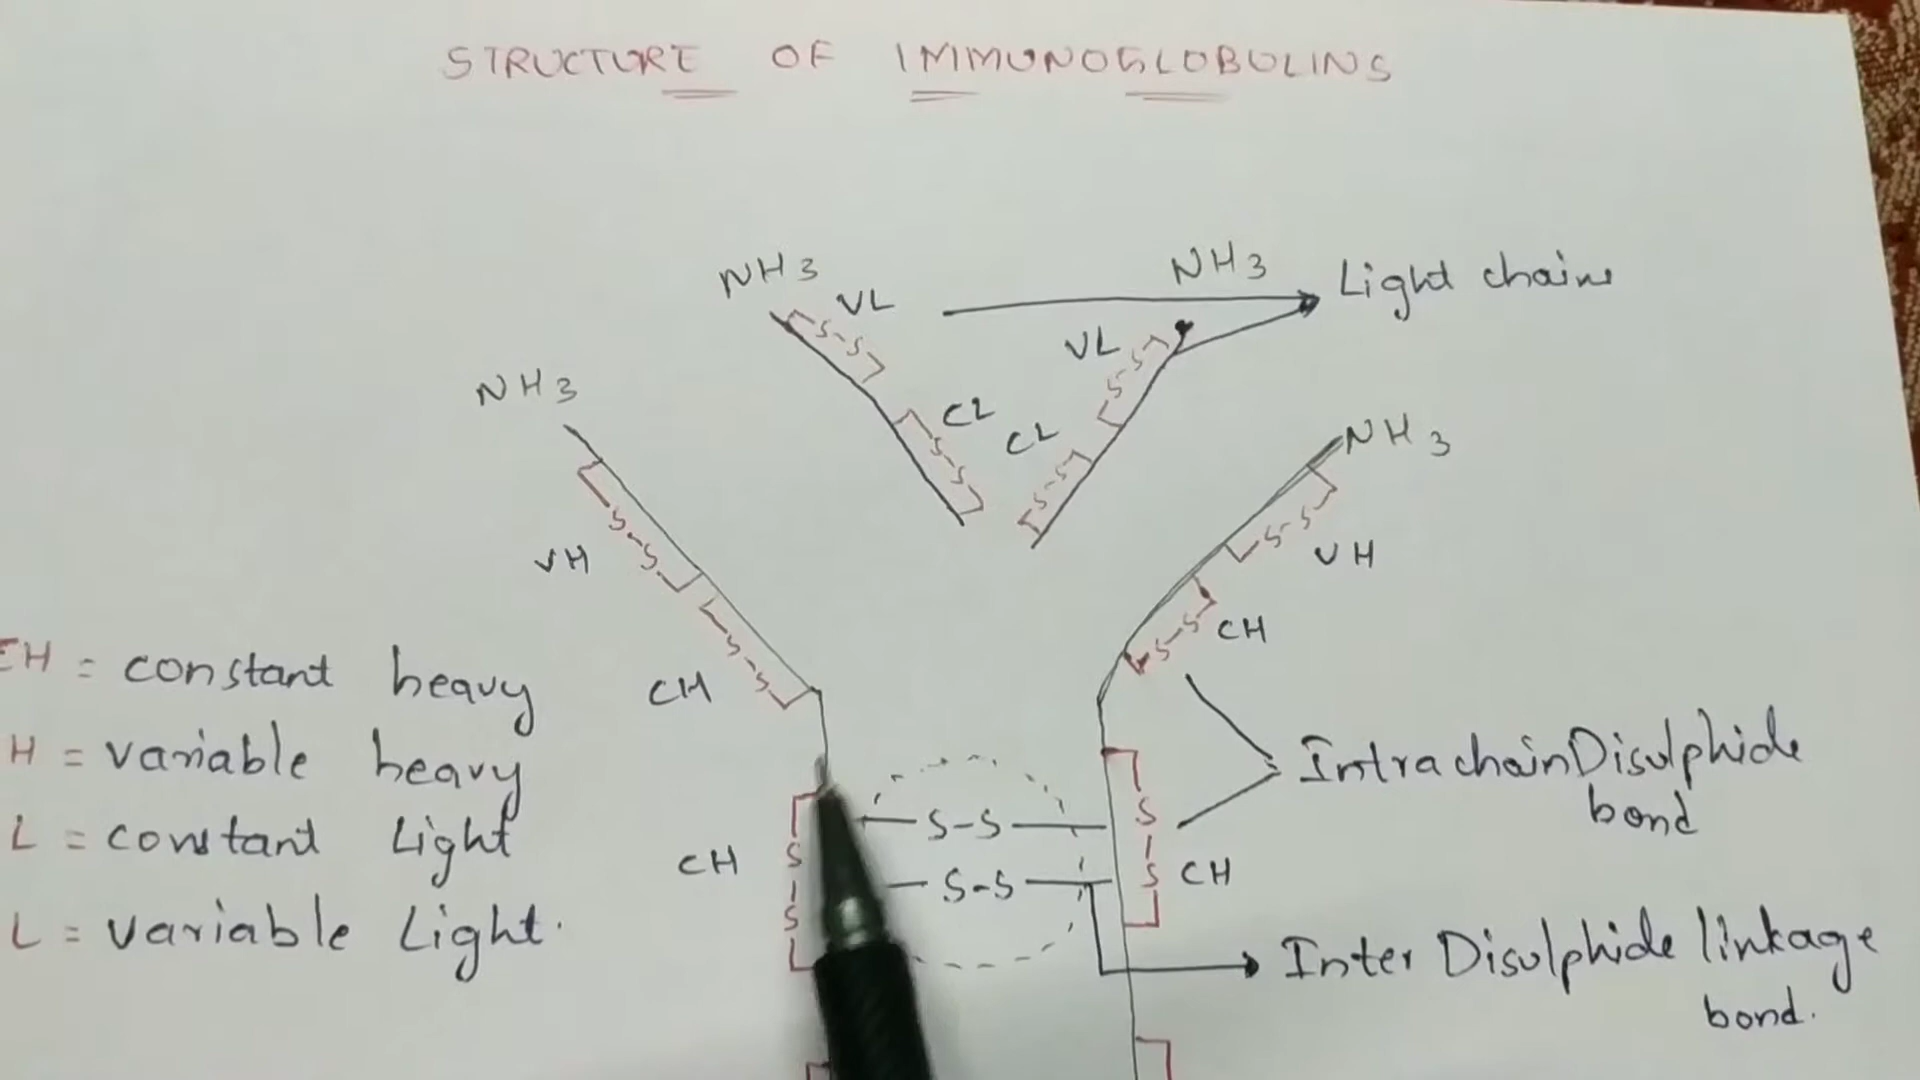 STRUCTURE OF IMMUNOGLOBULINS
NH3
VL
NH3
Light chains
VL
CL
CL
NH3
NH3
S-S
S-S
S-S
S-S
S-S
VH
S-S
VH
S-S
CH
S-S
CH
CH = constant heavy
H = variable heavy
L = constant Light
L = variable Light.
Intrachain Disulphide
bond
S-S
S-S
CH
S-S
S-S
CH
Inter Disulphide linkage
bond.